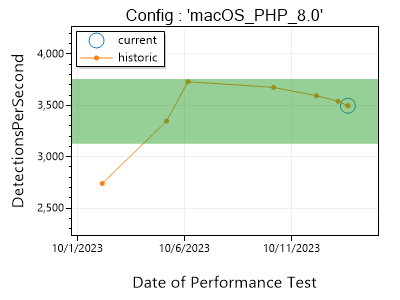 Config : 'macOS_PHP_8.0'
current
historic
DetectionsPerSecond
4,000
3,500
3,000
2,500
10/1/2023 10/6/2023 10/11/2023
Date of Performance Test